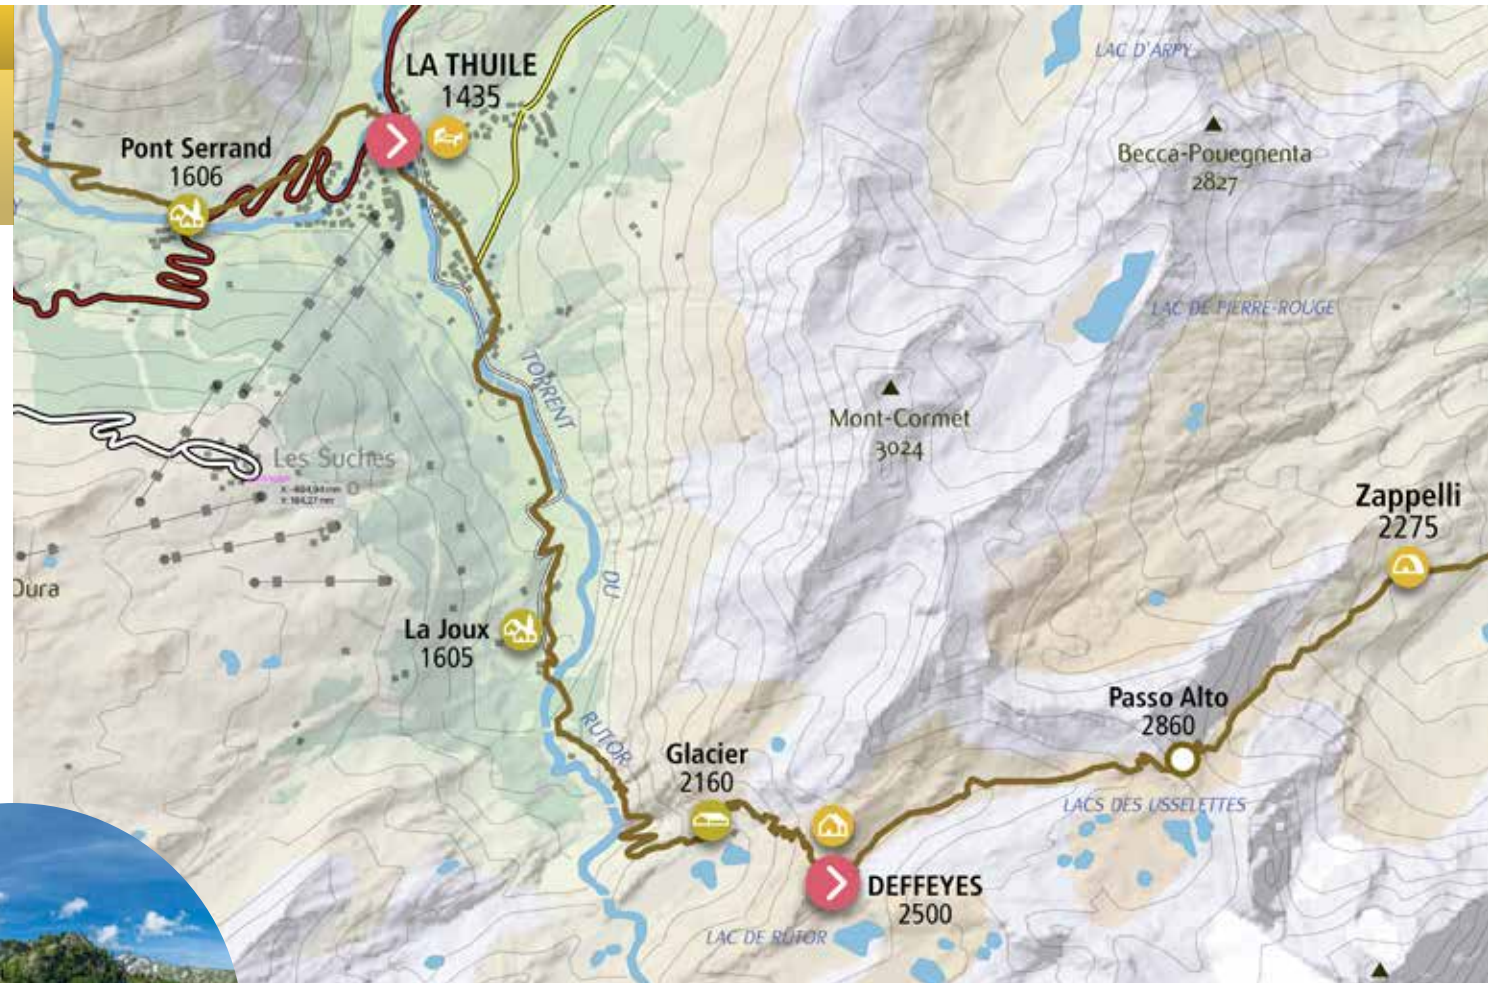 LAC D'ARPY
LA THUILE
1435
Becca-Pouegnenta
2827
Pont Serrand
1606
Y
LAC DE PIERRE-ROUGE
TORRENT
Mont-Cormet
3024
Les Suches
Zappelli
2275
DU
Oura
La Joux
1605
Passo Alto
2860
RUTOR
Glacier
2160
LACS DES USSELETTES
DEFFEYES
2500
LAC DE RUTOR